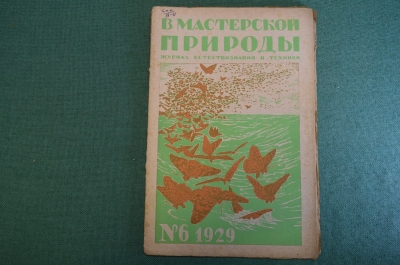 В МАСТЕРСКОЙ
ПРИРОДЫ
ЖУРНАЛ ЕСТЕСТВОЗНАНИЯ И ТЕХНИКИ
№6 1929